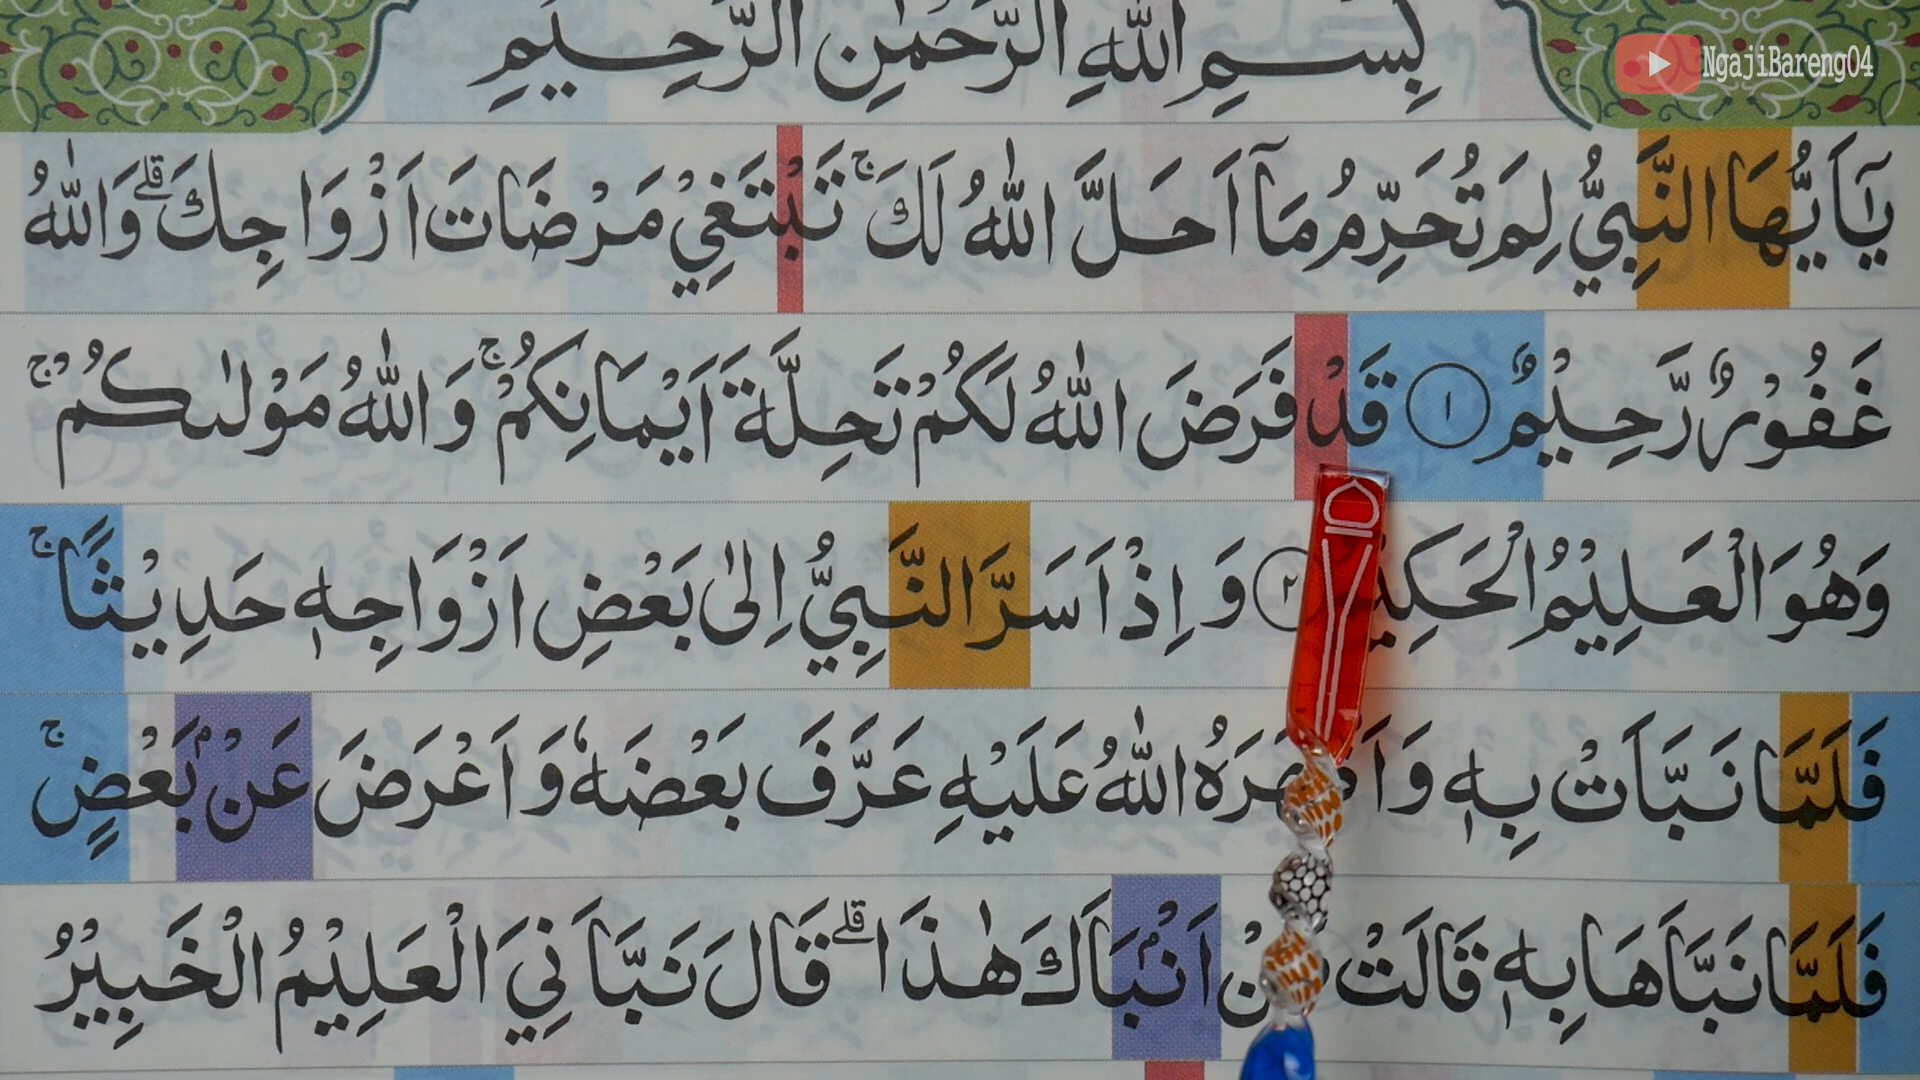 بِسْمِ اللّٰهِ الرَّحْمٰنِ الرَّحِيْمِ
NgajiBareng04
يٰٓاَيُّهَا النَّبِيُّ لِمَ تُحَرِّمُ مَآ اَحَلَّ اللّٰهُ لَكَۚ تَبْتَغِيْ مَرْضَاتَ اَزْوَاجِكَۗ وَاللّٰهُ
غَفُوْرٌ رَّحِيْمٌ ١ قَدْ فَرَضَ اللّٰهُ لَكُمْ تَحِلَّةَ اَيْمَانِكُمْۚ وَاللّٰهُ مَوْلٰىكُمْۚ
وَهُوَ الْعَلِيْمُ ٢ وَاِذْ اَسَرَّ النَّبِيُّ اِلٰى بَعْضِ اَزْوَاجِهٖ حَدِيْثًاۚ
فَلَمَّا نَبَّاَتْ بِهٖ اللّٰهُ عَلَيْهِ عَرَّفَ بَعْضَهٗ وَاَعْرَضَ عَنْۢ بَعْضٍۚ
فَلَمَّا نَبَّاَهَا بِهٖ قَالَتْ اَنْۢبَاَكَ هٰذَاۗ قَالَ نَبَّاَنِيَ الْعَلِيْمُ الْخَبِيْرُ